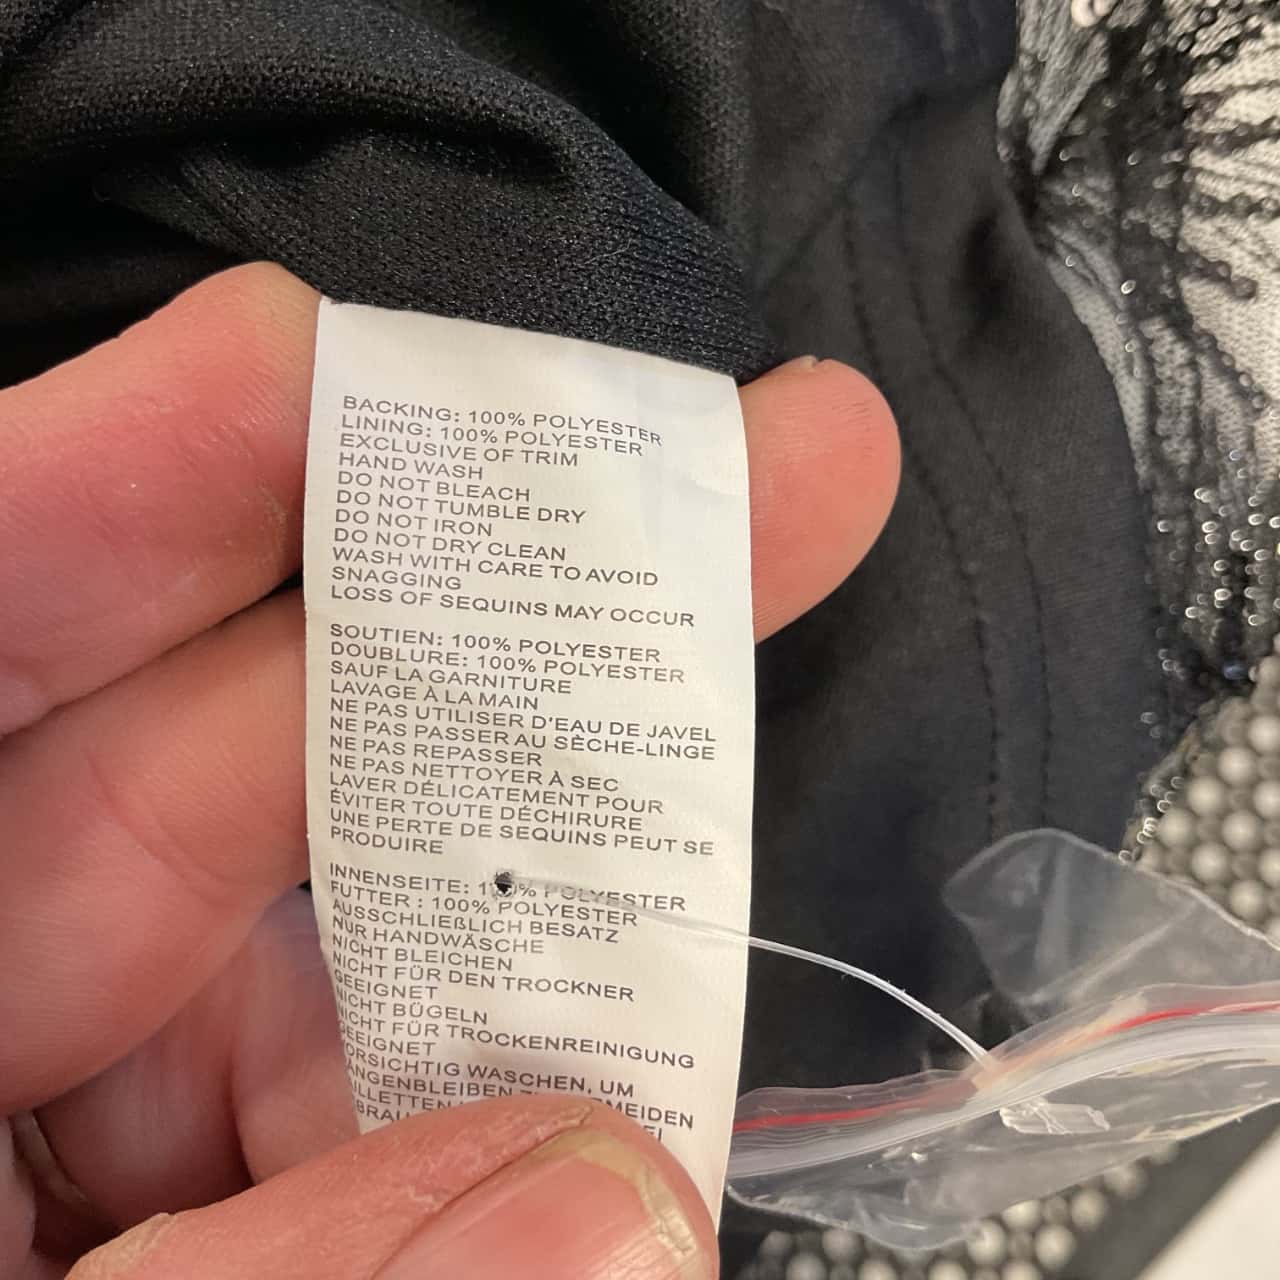 BACKING: 100% POLYESTER
LINING: 100% POLYESTER
EXCLUSIVE OF TRIM
HAND WASH
DO NOT BLEACH
DO NOT TUMBLE DRY
DO NOT IRON
DO NOT DRY CLEAN
WASH WITH CARE TO AVOID
SNAGGING
LOSS OF SEQUINS MAY OCCUR
SOUTIEN: 100% POLYESTER
DOUBLURE: 100% POLYESTER
SAUF LA GARNITURE
LAVAGE À LA MAIN
NE PAS UTILISER D'EAU DE JAVEL
NE PAS PASSER AU SÈCHE-LINGE
NE PAS REPASSER
NE PAS NETTOYER À SEC
LAVER DÉLICATEMENT POUR
ÉVITER TOUTE DÉCHIRURE
UNE PERTE DE SEQUINS PEUT SE
PRODUIRE
INNENSEITE: POLYESTER
FUTTER : 100% POLYESTER
AUSSCHLIEßLICH BESATZ
NUR HANDWÄSCHE
NICHT BLEICHEN
NICHT FÜR DEN TROCKNER
GEEIGNET
NICHT BÜGELN
NICHT FÜR TROCKENREINIGUNG
GEEIGNET
VORSICHTIG WASCHEN, UM